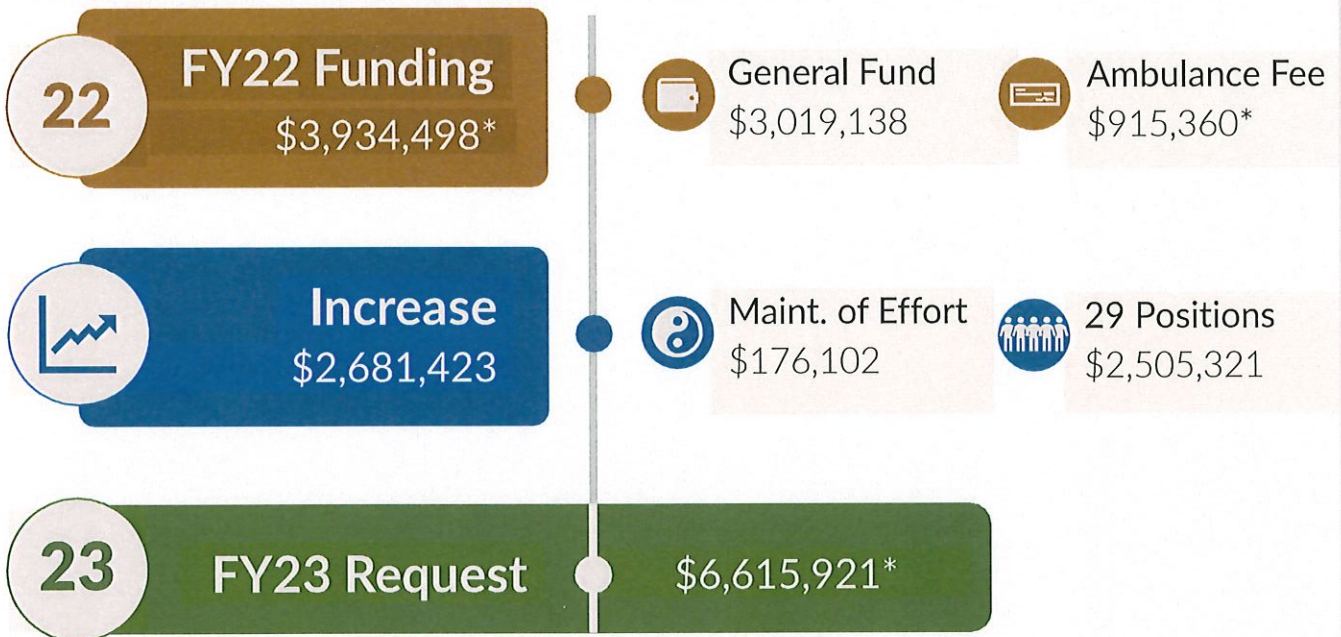 22
FY22 Funding
$3,934,498*
General Fund
$3,019,138
Ambulance Fee
$915,360*
Increase
$2,681,423
Maint. of Effort
$176,102
29 Positions
$2,505,321
23
FY23 Request
$6,615,921*